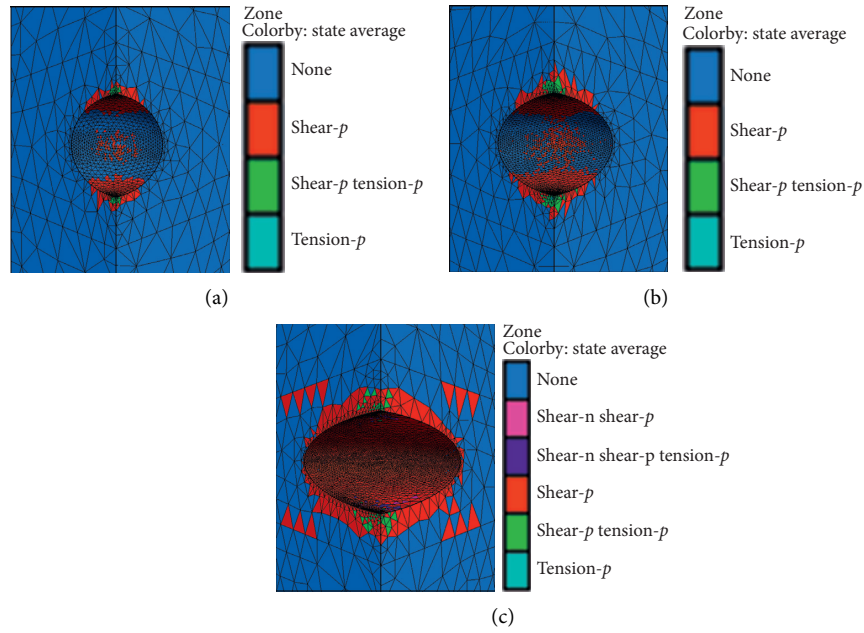 Zone
Colorby: state average
None
Shear-p
Shear-p tension-p
Tension-p
(a)
Zone
Colorby: state average
None
Shear-p
Shear-p tension-p
Tension-p
(b)
Zone
Colorby: state average
None
Shear-n shear-p
Shear-n shear-p tension-p
Shear-p
Shear-p tension-p
Tension-p
(c)